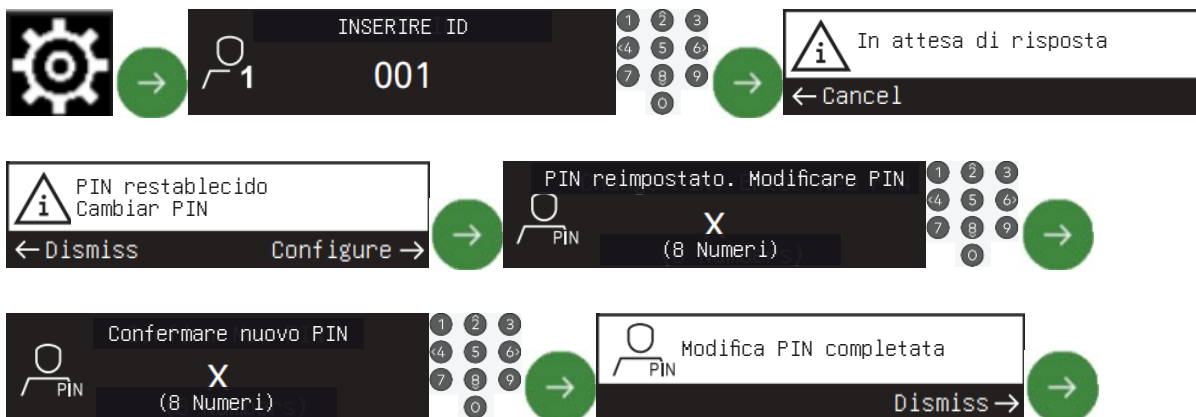 INSERIRE ID
1
001
1 2 3
4 5 6
7 8 9
0
In attesa di risposta
←Cancel
PIN restablecido
Cambiar PIN
←Dismiss Configure→
PIN reimpostato. Modificare PIN
PIN
X
(8 Numeri)
1 2 3
4 5 6
7 8 9
0
Confermare nuovo PIN
PIN
X
(8 Numeri)
1 2 3
4 5 6
7 8 9
0
Modifica PIN completata
PIN
Dismiss→